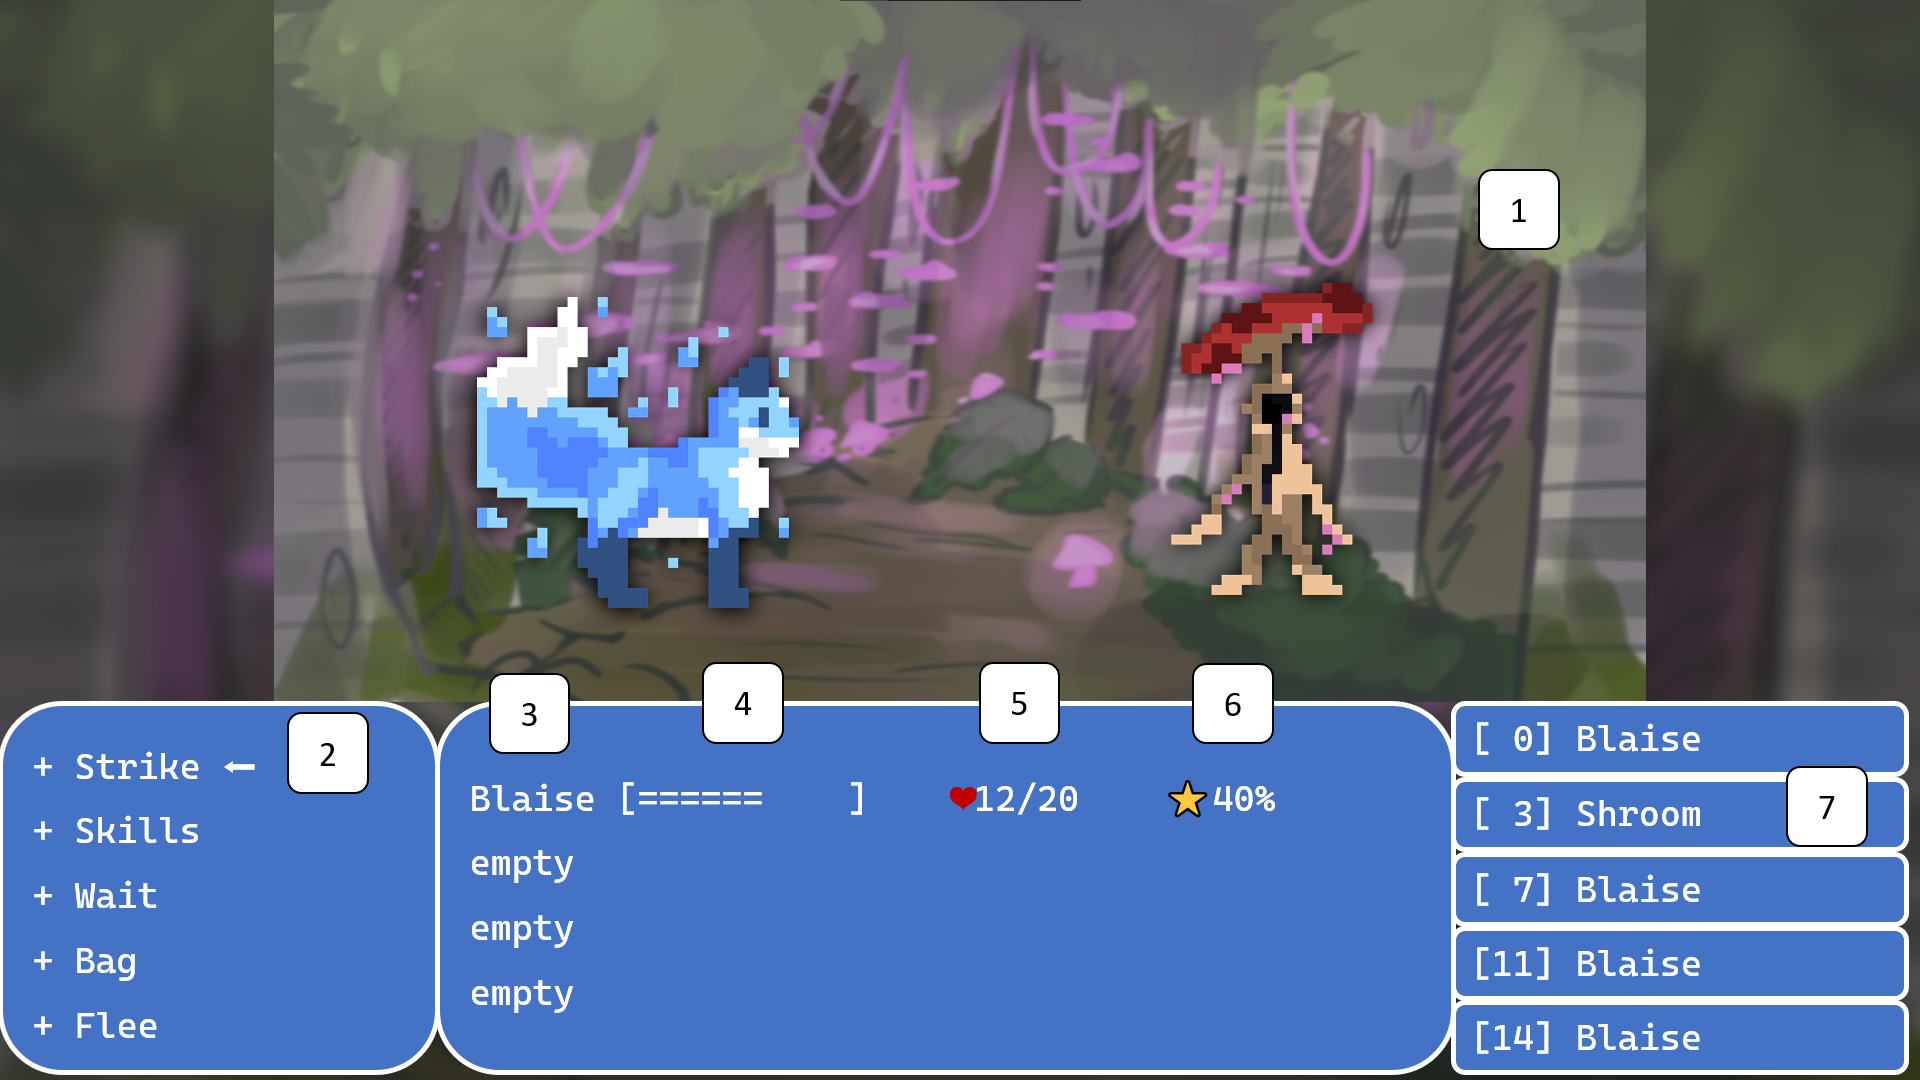 1
2
3
4
5
6
7
+ Strike ←
+ Skills
+ Wait
+ Bag
+ Flee
Blaise [======    ] ❤12/20 ⭐40%
empty
empty
empty
[ 0] Blaise
[ 3] Shroom
[ 7] Blaise
[11] Blaise
[14] Blaise